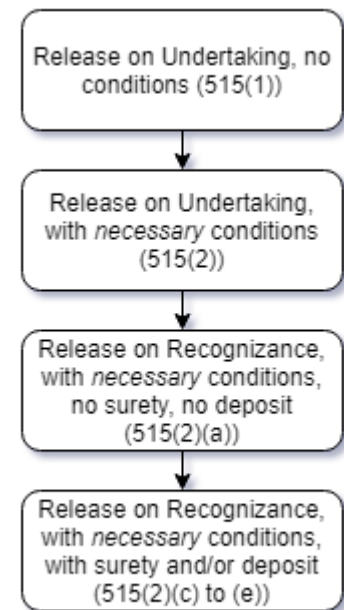 Release on Undertaking, no
conditions (515(1))
Release on Undertaking,
with necessary conditions
(515(2))
Release on Recognizance,
with necessary conditions,
no surety, no deposit
(515(2)(a))
Release on Recognizance,
with necessary conditions,
with surety and/or deposit
(515(2)(c) to (e))